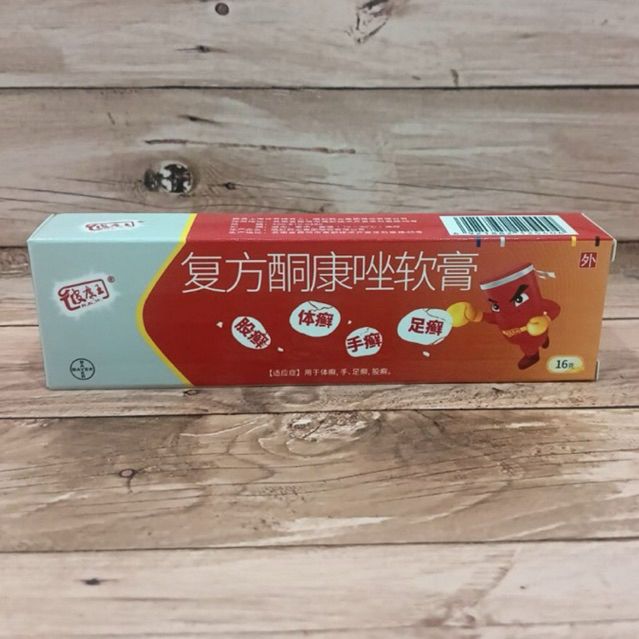 皮康王®
复方酮康唑软膏
外
股癣
体癣
手癣
足癣
BAYER
【适应症】用于体癣,手、足癣,股癣。
16克